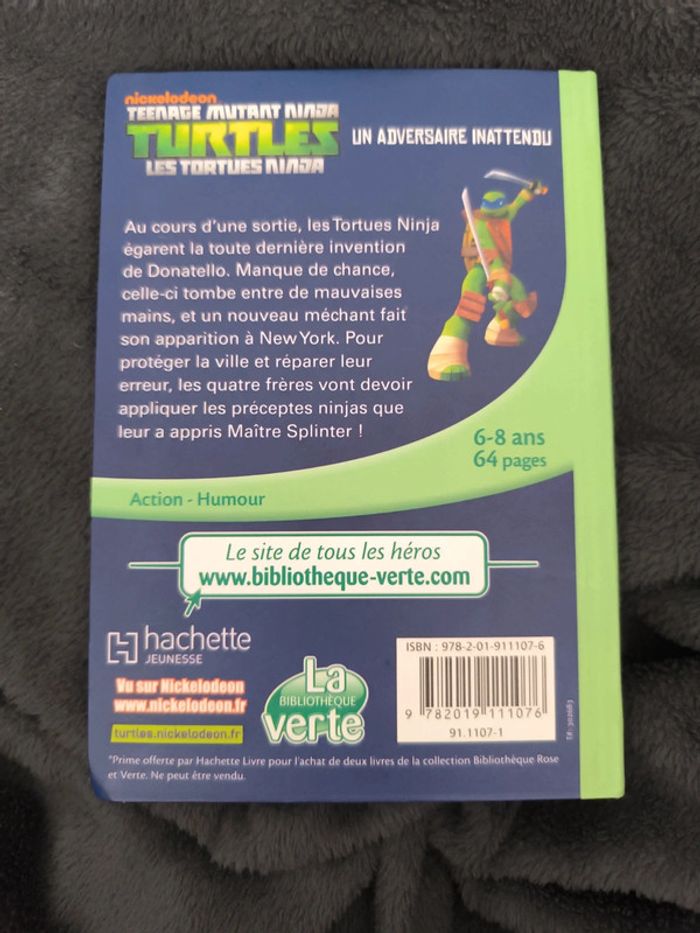 nickelodeon
TEENAGE MUTANT NINJA
TURTLES
LES TORTUES NINJA
UN ADVERSAIRE INATTENDU
Au cours d'une sortie, les Tortues Ninja
égarent la toute dernière invention
de Donatello. Manque de chance,
celle-ci tombe entre de mauvaises
mains, et un nouveau méchant fait
son apparition à New York. Pour
protéger la ville et réparer leur
erreur, les quatre frères vont devoir
appliquer les préceptes ninjas que
leur a appris Maître Splinter !
6-8 ans
64 pages
Action - Humour
Le site de tous les héros
www.bibliotheque-verte.com
hachette
JEUNESSE
Vu sur Nickelodeon
www.nickelodeon.fr
turtles.nickelodeon.fr
La
BIBLIOTHÈQUE
verte
ISBN : 978-2-01-911107-6
9 782019 111076
91.1107-1
*Prime offerte par Hachette Livre pour l'achat de deux livres de la collection Bibliothèque Rose
et Verte. Ne peut être vendu.